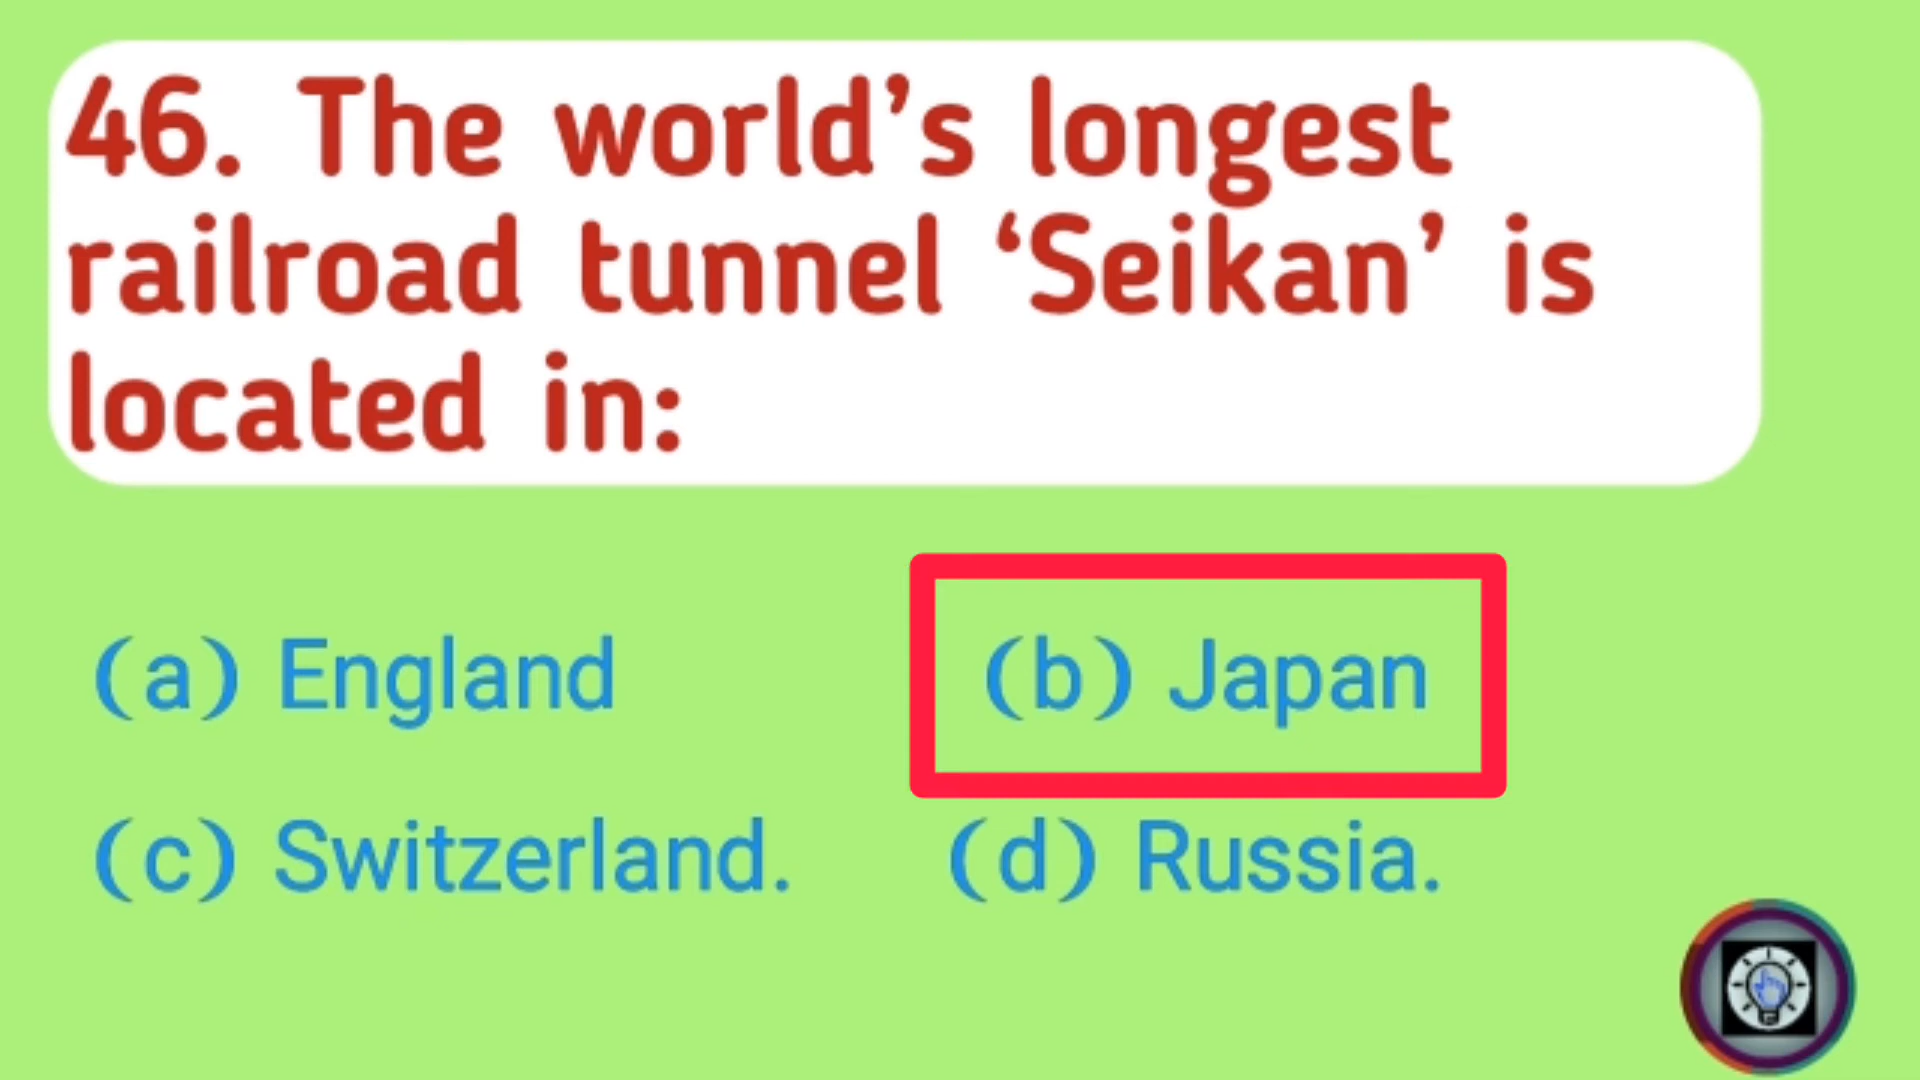 46. The world’s longest
railroad tunnel ‘Seikan’ is
located in:
(a) England (b) Japan
(c) Switzerland. (d) Russia.